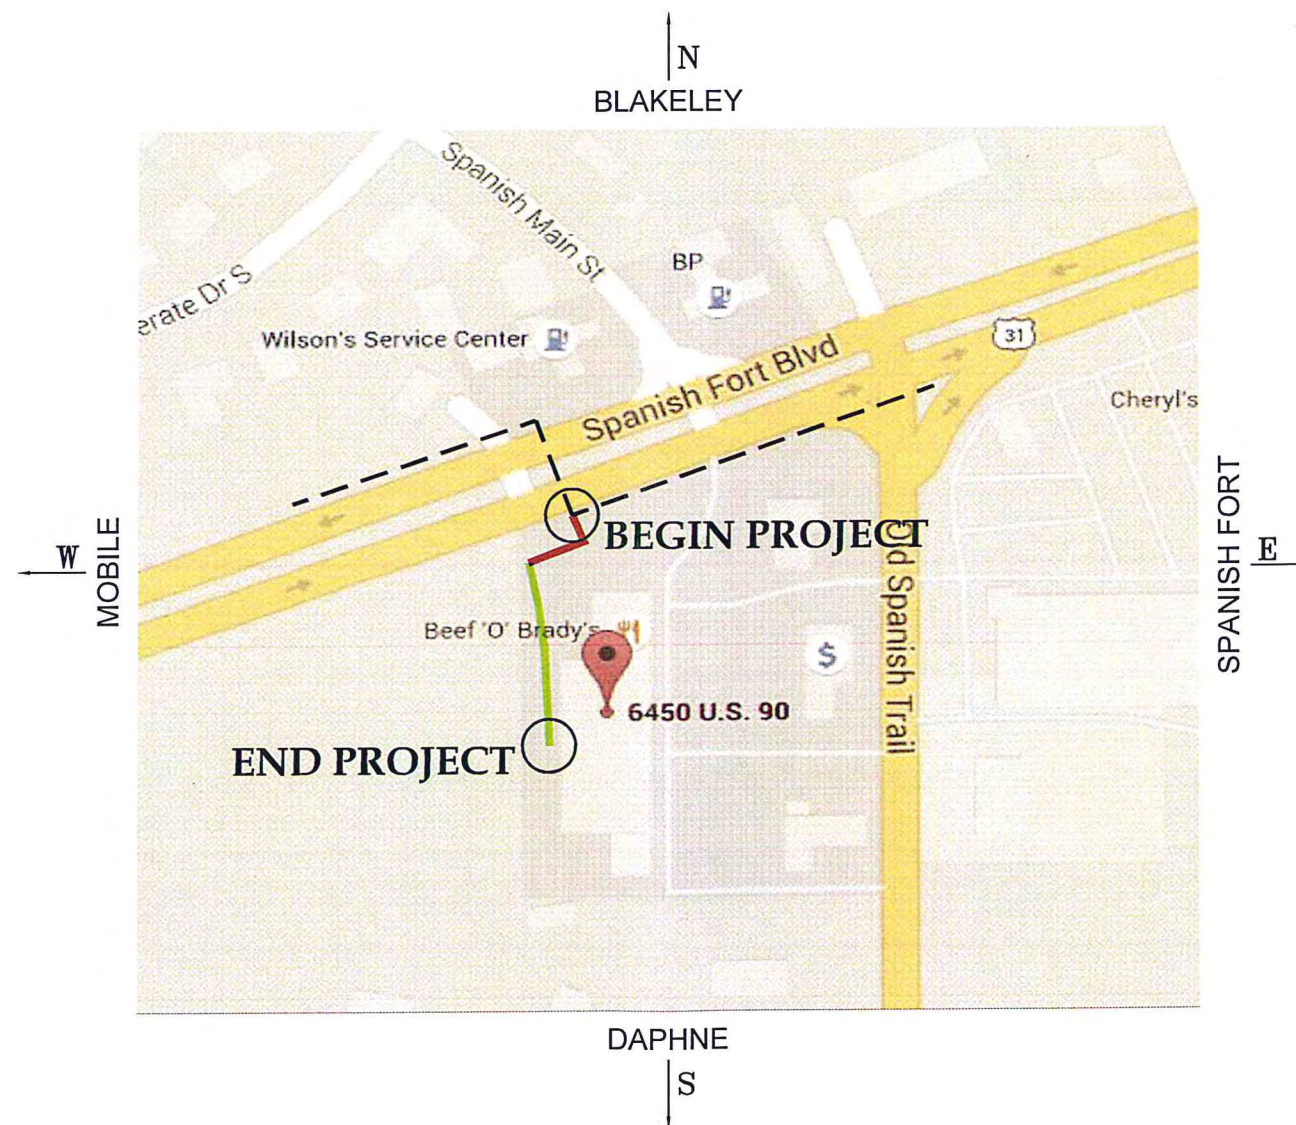 N
BLAKELEY
Spanish Main St
BP
erate Dr S
Wilson's Service Center
Spanish Fort Blvd
31
Cheryl's
W
MOBILE
BEGIN PROJECT
Old Spanish Trail
E
SPANISH FORT
Beef 'O' Brady's
$
6450 U.S. 90
END PROJECT
DAPHNE
S